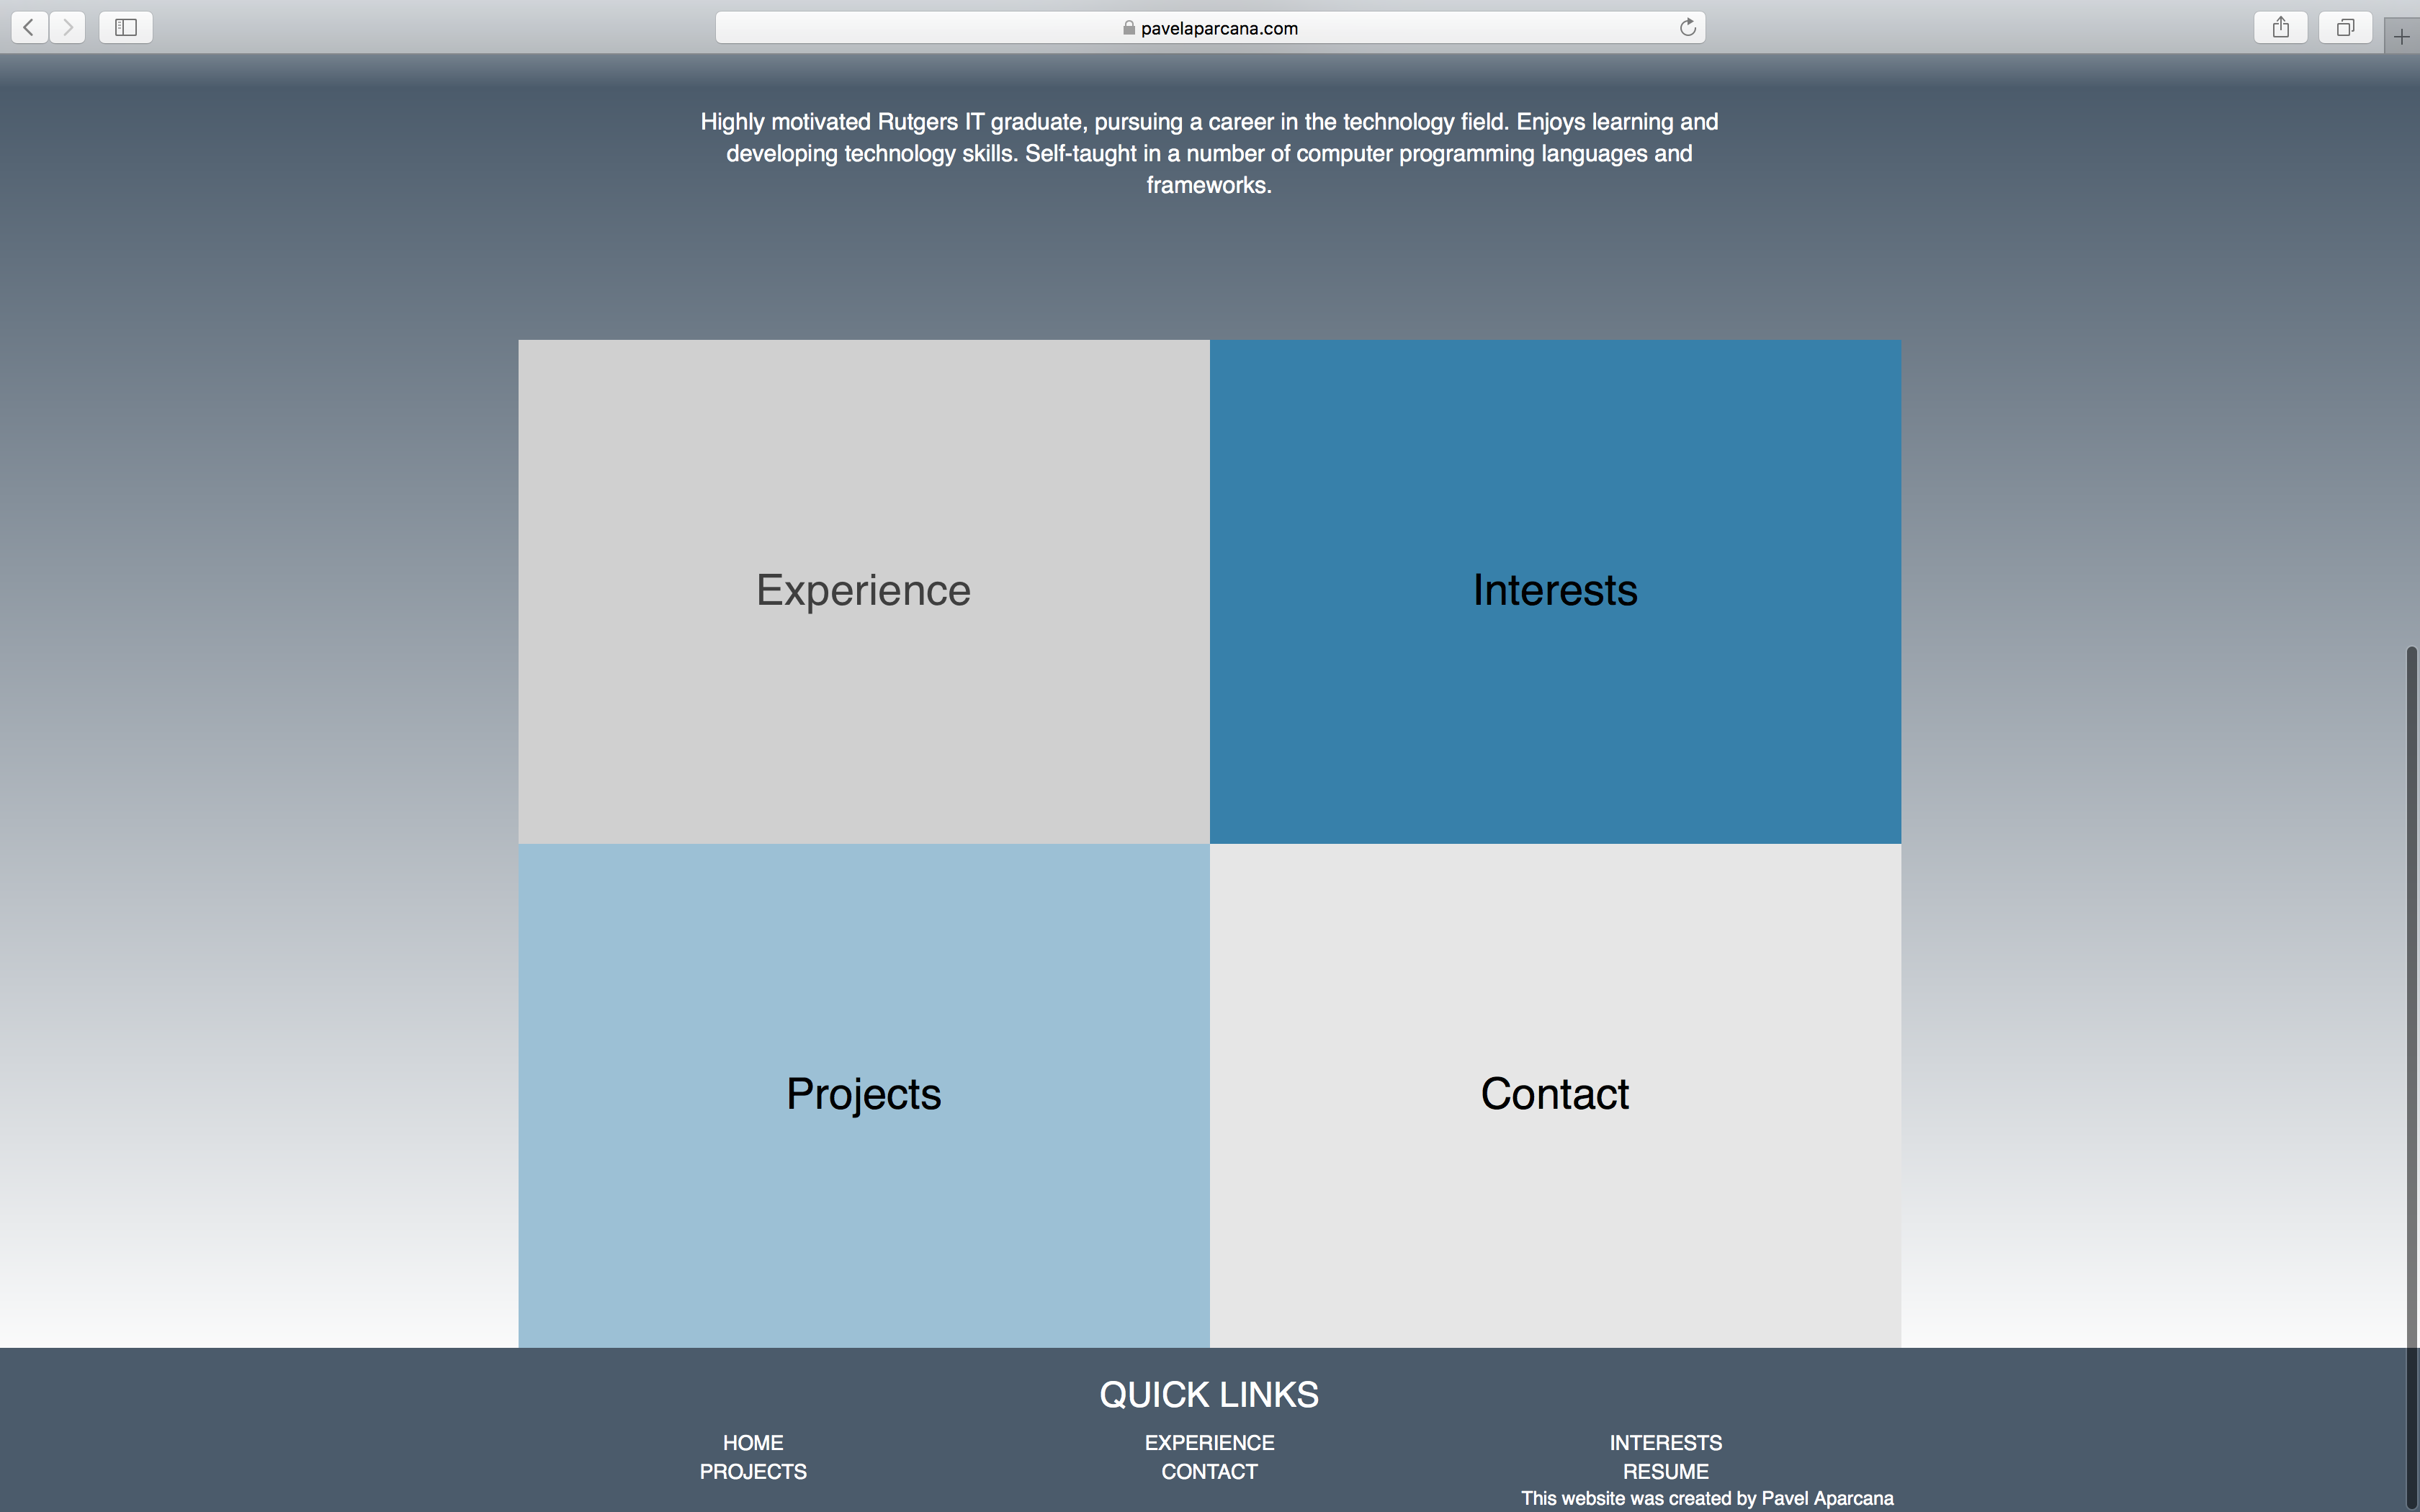 pavelaparcana.com
Highly motivated Rutgers IT graduate, pursuing a career in the technology field. Enjoys learning and
developing technology skills. Self-taught in a number of computer programming languages and
frameworks.
Experience
Interests
Projects
Contact
QUICK LINKS
HOME
EXPERIENCE
INTERESTS
PROJECTS
CONTACT
RESUME
This website was created by Pavel Aparcana